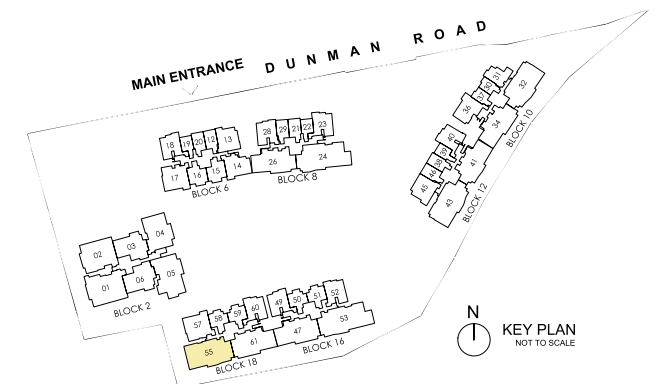 DUNMAN ROAD
MAIN ENTRANCE
18 19 20 12 13
17 16 15 14
BLOCK 6
28 29 21 22 23
26 24
BLOCK 8
36 37 30 31 32
34
BLOCK 10
40
39
38
46
45
41
43
BLOCK 12
02 03 04
01 06 05
BLOCK 2
57 58 59 60
55 61
BLOCK 18
49 50 51 52
47 53
BLOCK 16
N
KEY PLAN
NOT TO SCALE